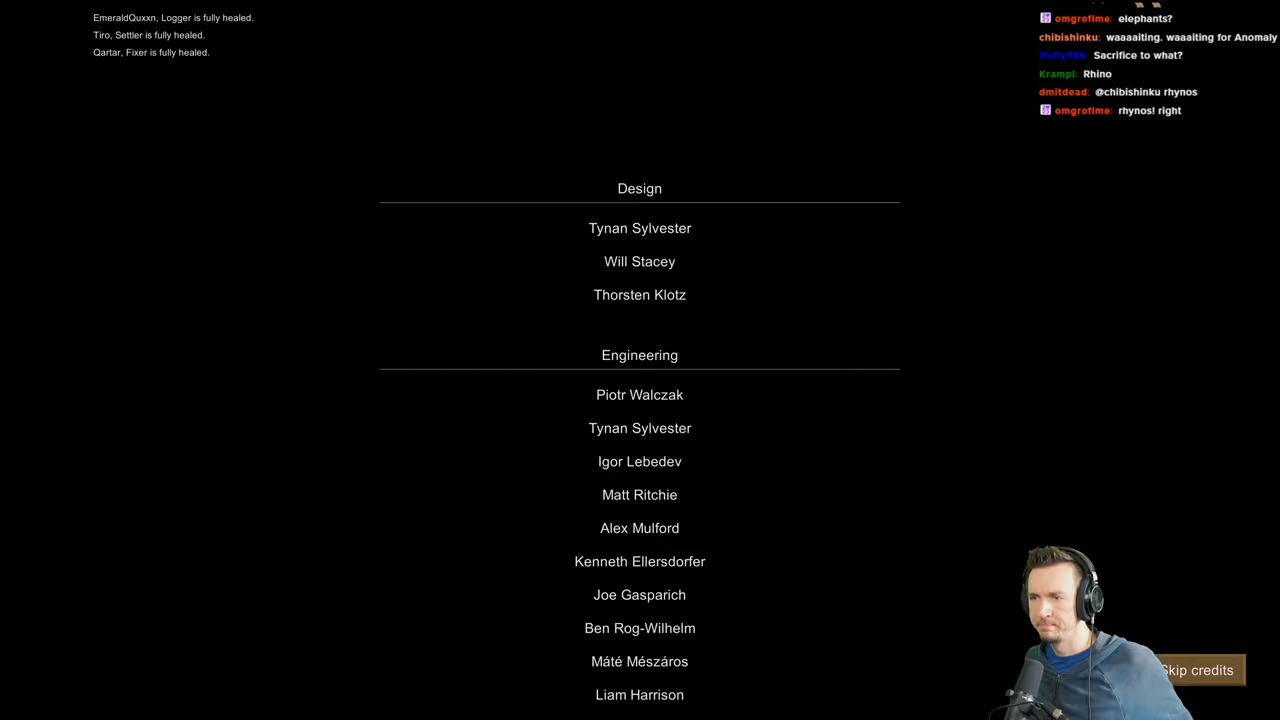 EmeraldQuxxn, Logger is fully healed.
Tiro, Settler is fully healed.
Qartar, Fixer is fully healed.
omgrofime: elephants?
chibishinku: waaaaiting. waaaiting for Anomaly
Sacrifice to what?
Krampl: Rhino
dmitdead: @chibishinku rhynos
omgrofime: rhynos! right
Design
Tynan Sylvester
Will Stacey
Thorsten Klotz
Engineering
Piotr Walczak
Tynan Sylvester
Igor Lebedev
Matt Ritchie
Alex Mulford
Kenneth Ellersdorfer
Joe Gasparich
Ben Rog-Wilhelm
Máté Mészáros
Liam Harrison
Skip credits